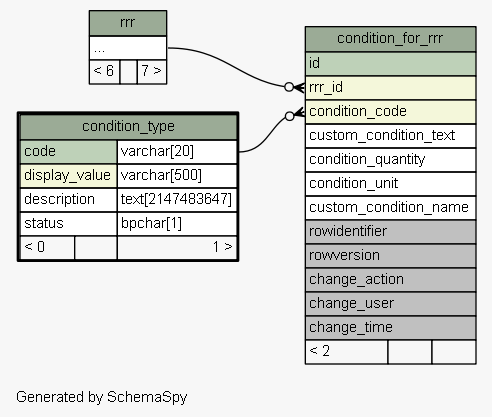 rrr
...
< 6 7 >
condition_type
code varchar[20]
display_value varchar[500]
description text[2147483647]
status bpchar[1]
< 0 1 >
condition_for_rrr
id
rrr_id
condition_code
custom_condition_text
condition_quantity
condition_unit
custom_condition_name
rowidentifier
rowversion
change_action
change_user
change_time
< 2
Generated by SchemaSpy